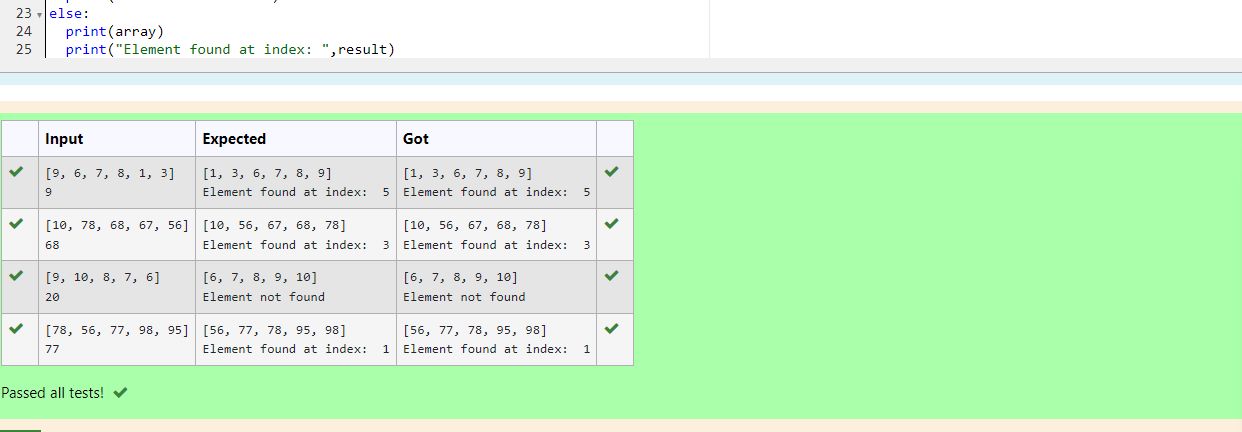 23 else:
24 print(array)
25 print("Element found at index: ",result)
Input Expected Got
[9, 6, 7, 8, 1, 3] [1, 3, 6, 7, 8, 9] [1, 3, 6, 7, 8, 9]
9 Element found at index:  5 Element found at index:  5
[10, 78, 68, 67, 56] [10, 56, 67, 68, 78] [10, 56, 67, 68, 78]
68 Element found at index:  3 Element found at index:  3
[9, 10, 8, 7, 6] [6, 7, 8, 9, 10] [6, 7, 8, 9, 10]
20 Element not found Element not found
[78, 56, 77, 98, 95] [56, 77, 78, 95, 98] [56, 77, 78, 95, 98]
77 Element found at index:  1 Element found at index:  1
Passed all tests!